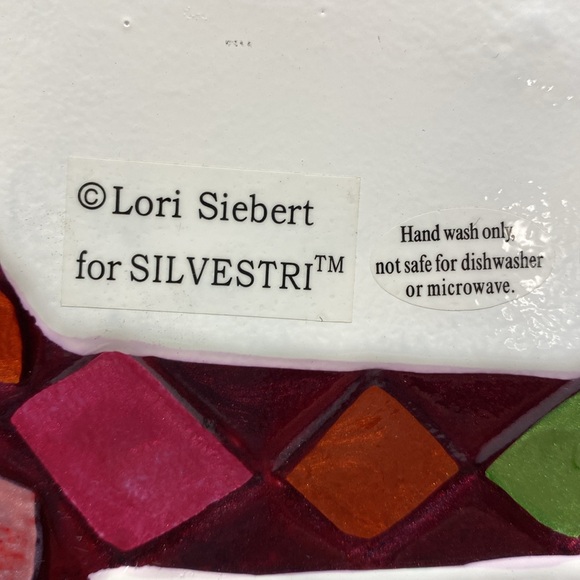 ©Lori Siebert
for SILVESTRI™
Hand wash only,
not safe for dishwasher
or microwave.